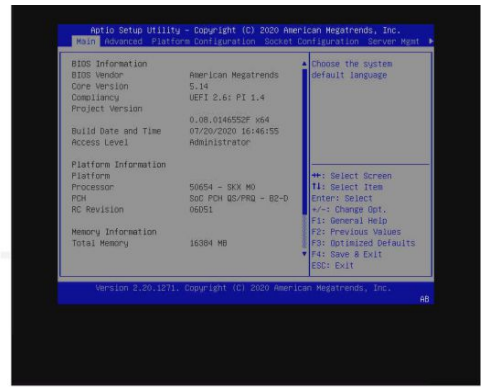 Aptio Setup Utility - Copyright (C) 2020 American Megatrends, Inc.
Main Advanced Platform Configuration Socket Configuration Server Mgmt ►
BIOS Information
BIOS Vendor American Megatrends
Core Version 5.14
Compliancy UEFI 2.6; PI 1.4
Project Version
0.08.0146552F x64
Build Date and Time 07/20/2020 16:46:55
Access Level Administrator
Platform Information
Platform
Processor 50654 - SKX M0
PCH SoC PCH QS/PRQ - B2-D
RC Revision 06D51
Memory Information
Total Memory 16384 MB
Choose the system
default language
→←: Select Screen
↑↓: Select Item
Enter: Select
+/-: Change Opt.
F1: General Help
F2: Previous Values
F3: Optimized Defaults
F4: Save & Exit
ESC: Exit
Version 2.20.1271. Copyright (C) 2020 American Megatrends, Inc.
AB